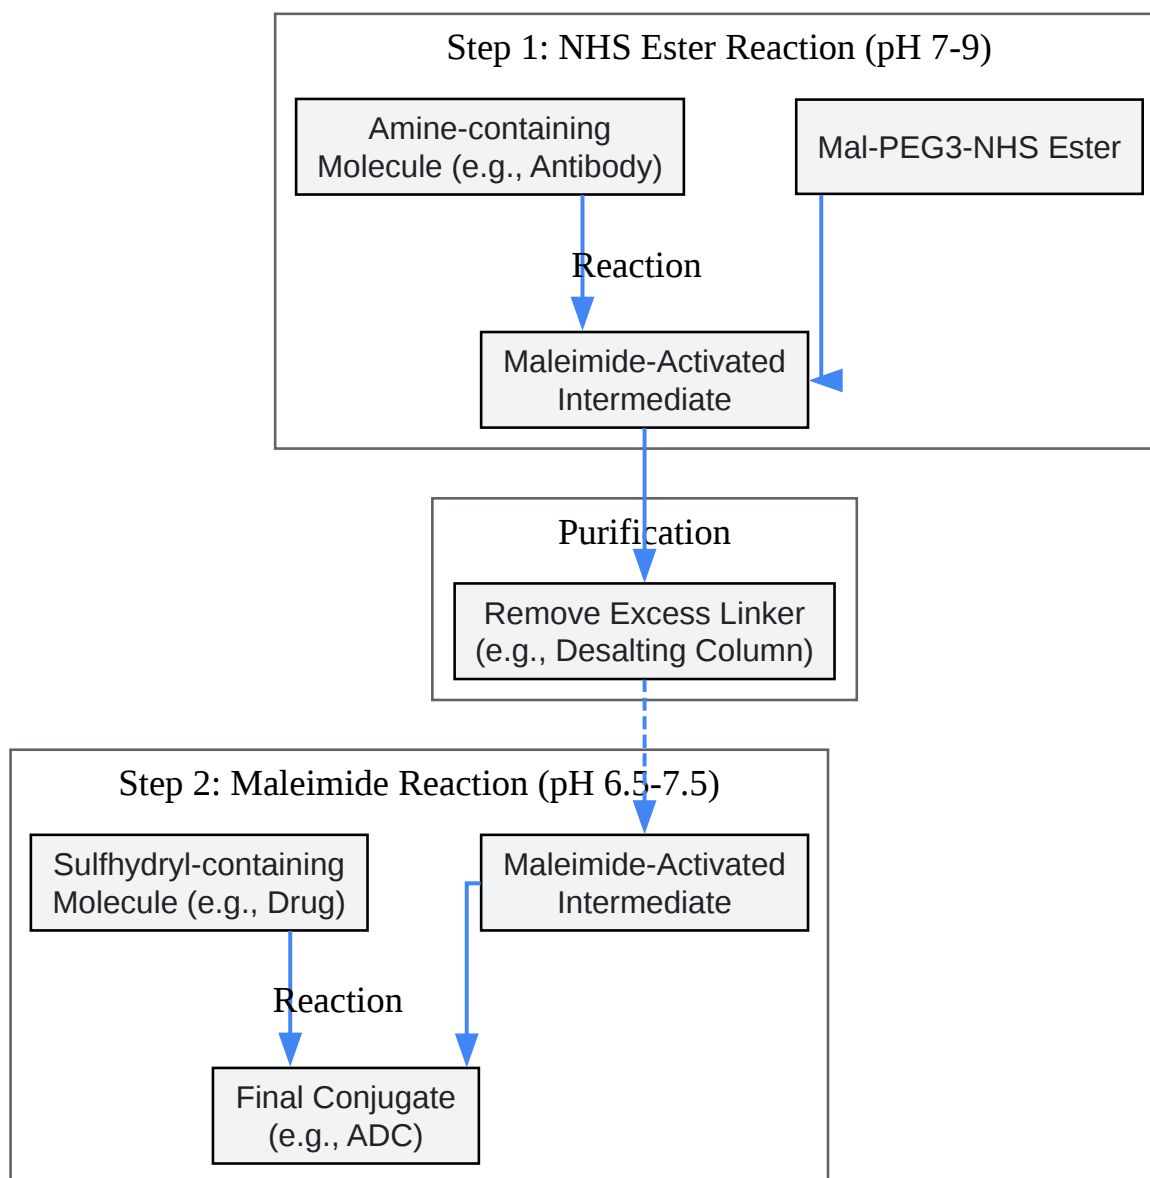 Step 1: NHS Ester Reaction (pH 7-9)
Amine-containing
Molecule (e.g., Antibody)
Mal-PEG3-NHS Ester
Reaction
Maleimide-Activated
Intermediate
Purification
Remove Excess Linker
(e.g., Desalting Column)
Step 2: Maleimide Reaction (pH 6.5-7.5)
Sulfhydryl-containing
Molecule (e.g., Drug)
Maleimide-Activated
Intermediate
Reaction
Final Conjugate
(e.g., ADC)